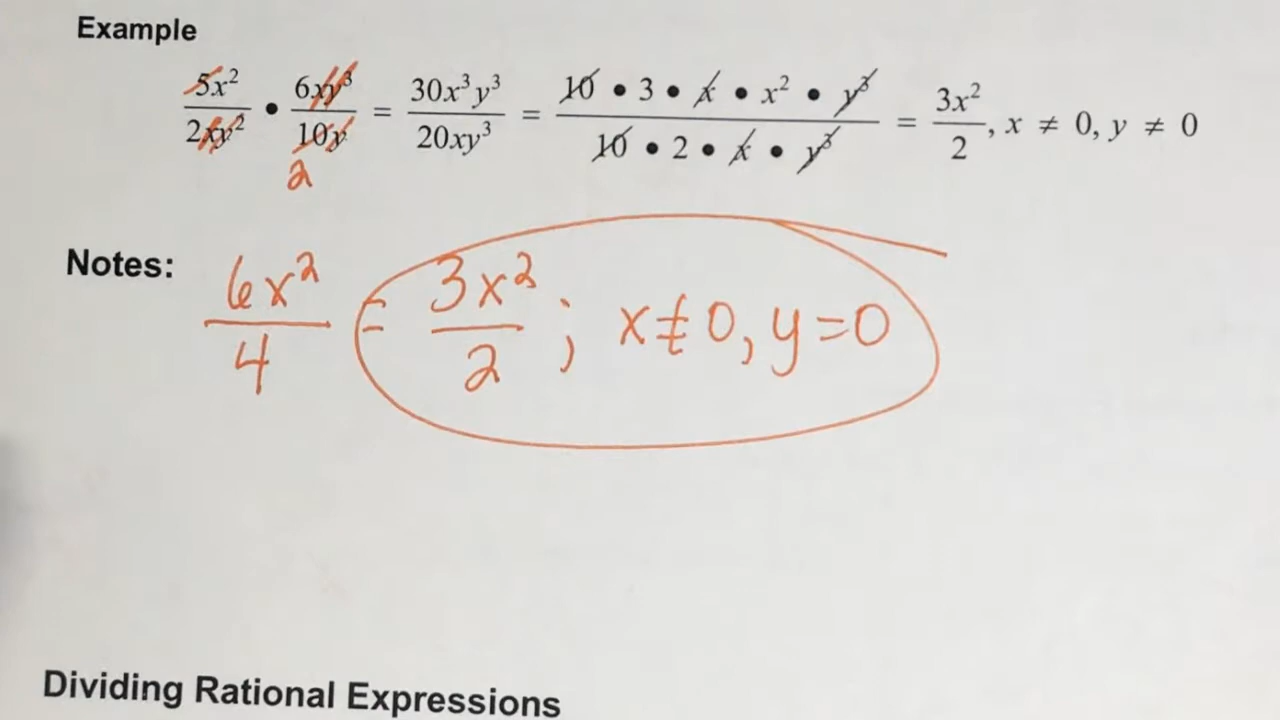 Example
5x²/2xy² • 6xy³/10y = 30x³y³/20xy³ = 10 • 3 • x • x² • y³/10 • 2 • x • y³ = 3x²/2, x ≠ 0, y ≠ 0
2
Notes: 6x²/4 = 3x²/2 ; x≠0, y=0
Dividing Rational Expressions